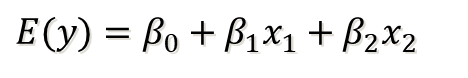 E(y) = β₀ + β₁x₁ + β₂x₂